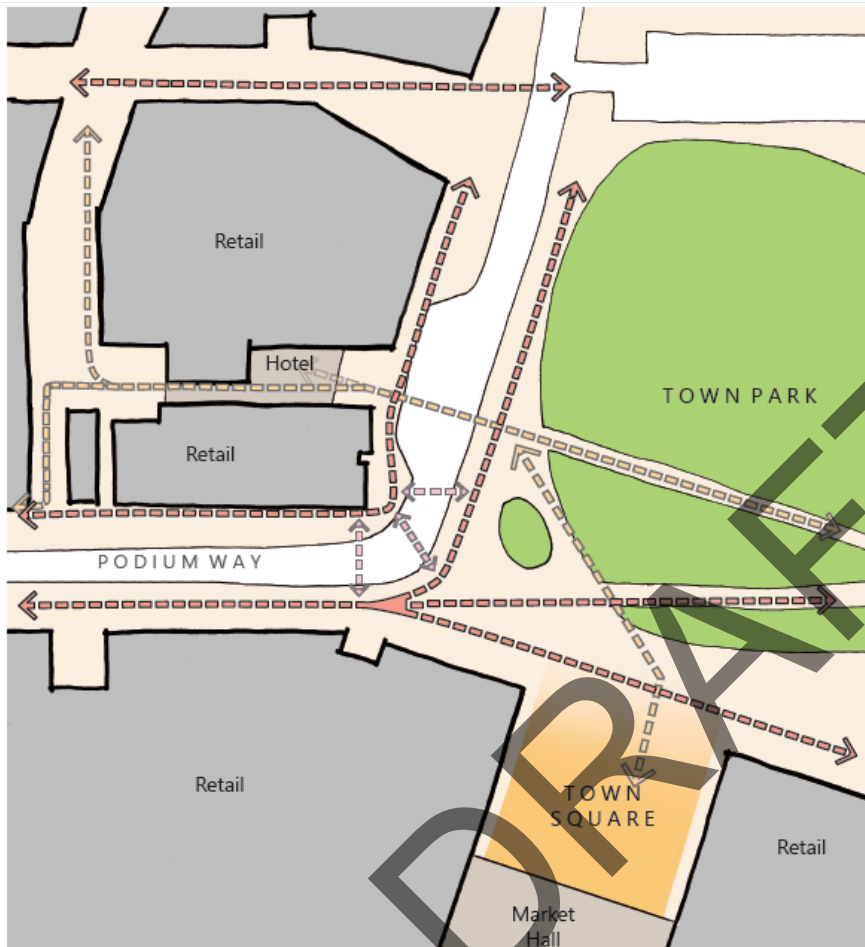 Retail
Hotel
TOWN PARK
Retail
PODIUM WAY
Retail
TOWN
SQUARE
Retail
Market
Hall
DRAFT